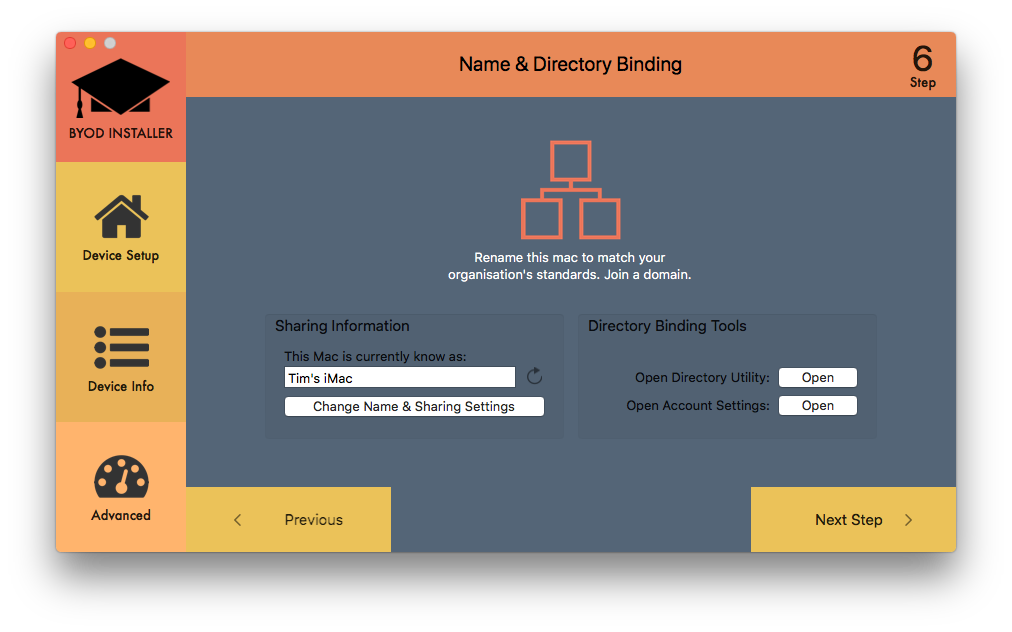 BYOD INSTALLER
Name & Directory Binding
6
Step
Device Setup
Device Info
Advanced
Rename this mac to match your
organisation's standards. Join a domain.
Sharing Information
This Mac is currently know as:
Tim's iMac
Change Name & Sharing Settings
Directory Binding Tools
Open Directory Utility: Open
Open Account Settings: Open
Previous
Next Step